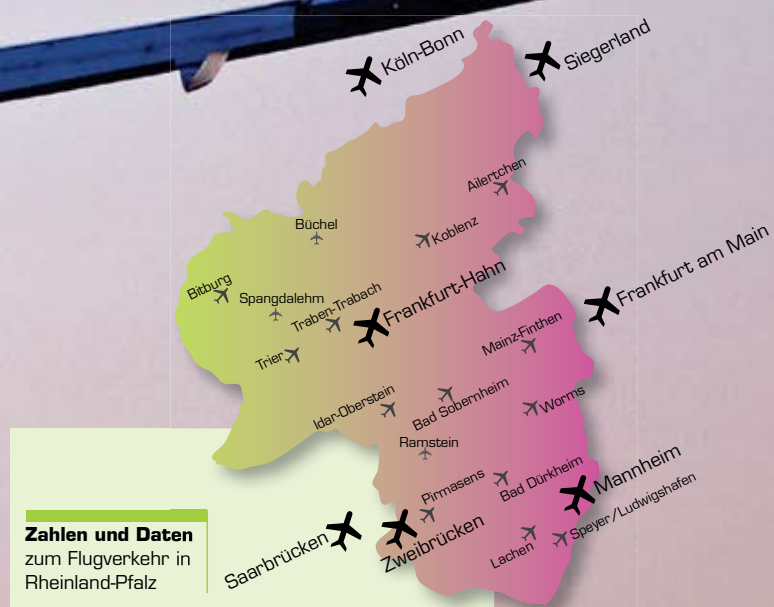 Köln-Bonn
Siegerland
Ailertchen
Büchel
Koblenz
Bitburg
Spangdahlem
Traben-Trabach
Frankfurt-Hahn
Frankfurt am Main
Trier
Mainz-Finthen
Idar-Oberstein
Bad Sobernheim
Worms
Ramstein
Pirmasens
Bad Dürkheim
Mannheim
Saarbrücken
Zweibrücken
Lachen
Speyer/Ludwigshafen
Zahlen und Daten
zum Flugverkehr in
Rheinland-Pfalz